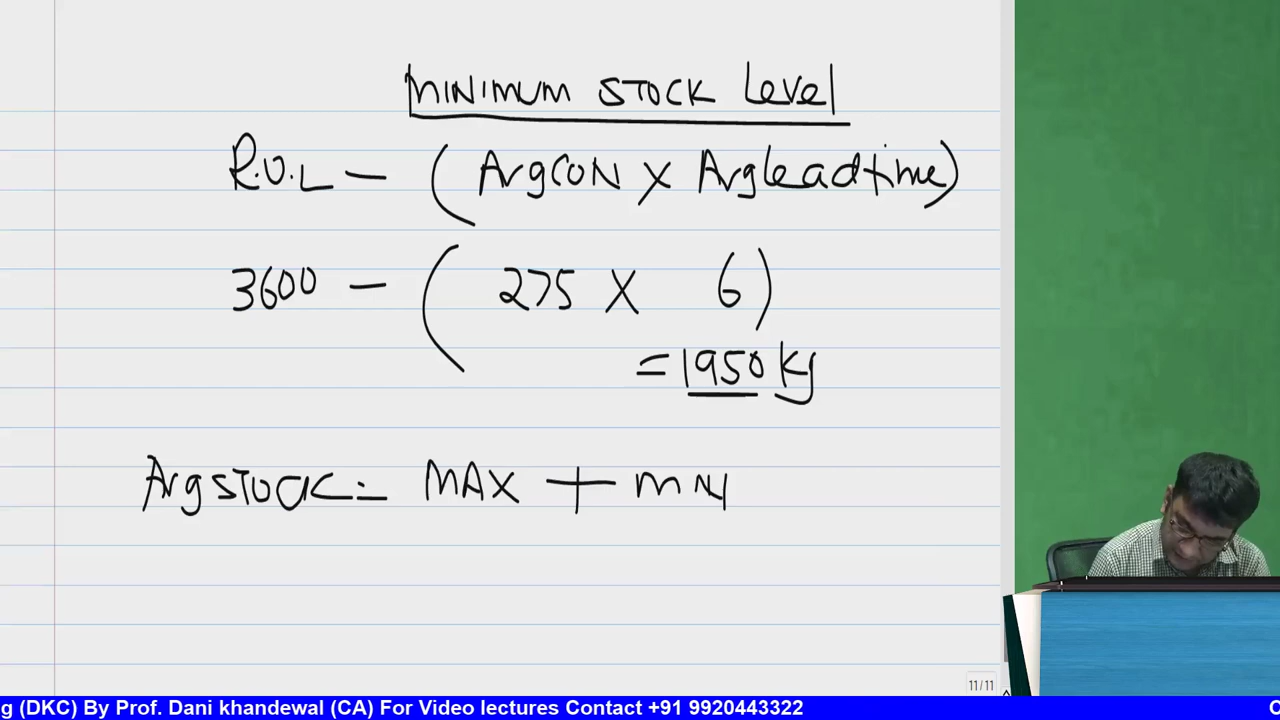 MINIMUM STOCK Level
R.O.L — ( Avg CON X Avg lead time )
3600 — ( 275 X 6 )
= 1950 kg
Avg STOCK = MAX + MIN
11/11
g (DKC) By Prof. Dani khandewal (CA) For Video lectures Contact +91 9920443322 C